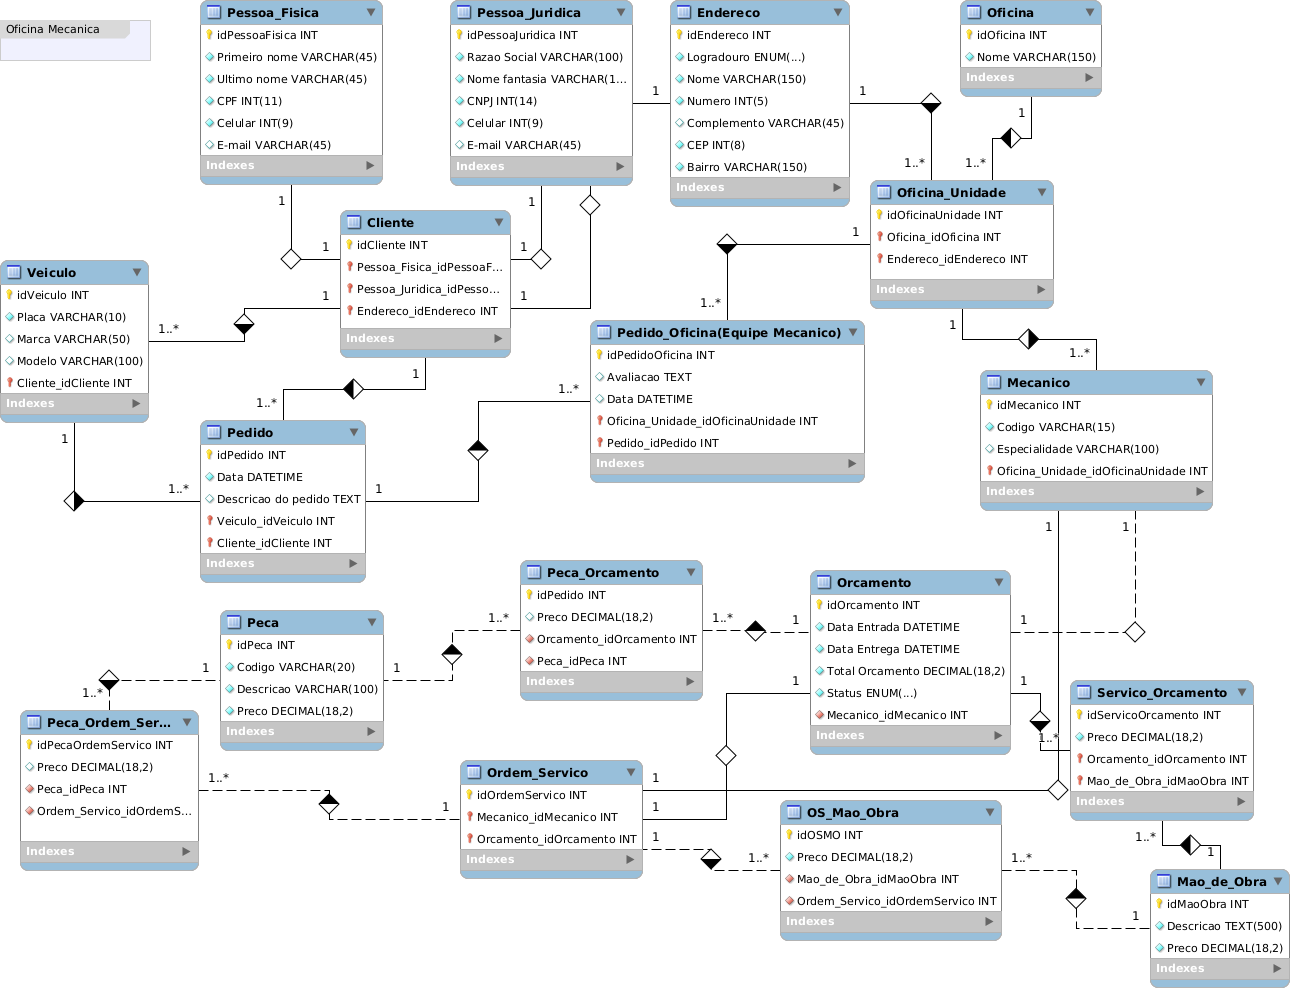 Oficina Mecanica
Pessoa_Fisica
idPessoaFisica INT
Primeiro nome VARCHAR(45)
Ultimo nome VARCHAR(45)
CPF INT(11)
Celular INT(9)
E-mail VARCHAR(45)
Indexes
Pessoa_Juridica
idPessoaJuridica INT
Razao Social VARCHAR(100)
Nome fantasia VARCHAR(1...
CNPJ INT(14)
Celular INT(9)
E-mail VARCHAR(45)
Indexes
Endereco
idEndereco INT
Logradouro ENUM(...)
Nome VARCHAR(150)
Numero INT(5)
Complemento VARCHAR(45)
CEP INT(8)
Bairro VARCHAR(150)
Indexes
Oficina
idOficina INT
Nome VARCHAR(150)
Indexes
1
1
1
1..*
1..*
Oficina_Unidade
idOficinaUnidade INT
Oficina_idOficina INT
Endereco_idEndereco INT
Indexes
1
1
1
1
1
1
Cliente
idCliente INT
Pessoa_Fisica_idPessoaF...
Pessoa_Juridica_idPesso...
Endereco_idEndereco INT
Indexes
1
1
Veiculo
idVeiculo INT
Placa VARCHAR(10)
Marca VARCHAR(50)
Modelo VARCHAR(100)
Cliente_idCliente INT
Indexes
1..*
1..*
Pedido_Oficina(Equipe Mecanico)
idPedidoOficina INT
Avaliacao TEXT
Data DATETIME
Oficina_Unidade_idOficinaUnidade INT
Pedido_idPedido INT
Indexes
1
1..*
Mecanico
idMecanico INT
Codigo VARCHAR(15)
Especialidade VARCHAR(100)
Oficina_Unidade_idOficinaUnidade INT
Indexes
1
1..*
1..*
Pedido
idPedido INT
Data DATETIME
Descricao do pedido TEXT
Veiculo_idVeiculo INT
Cliente_idCliente INT
Indexes
1
1..*
1
1
1
Peca_Orcamento
idPedido INT
Preco DECIMAL(18,2)
Orcamento_idOrcamento INT
Peca_idPeca INT
Indexes
Orcamento
idOrcamento INT
Data Entrada DATETIME
Data Entrega DATETIME
Total Orcamento DECIMAL(18,2)
Status ENUM(...)
Mecanico_idMecanico INT
Indexes
1..*
1..*
1
1
Peca
idPeca INT
Codigo VARCHAR(20)
Descricao VARCHAR(100)
Preco DECIMAL(18,2)
Indexes
1
1
1..*
1
1
1..*
Servico_Orcamento
idServicoOrcamento INT
Preco DECIMAL(18,2)
Orcamento_idOrcamento INT
Mao_de_Obra_idMaoObra INT
Indexes
Peca_Ordem_Ser...
idPecaOrdemServico INT
Preco DECIMAL(18,2)
Peca_idPeca INT
Ordem_Servico_idOrdemS...
Indexes
1..*
1
Ordem_Servico
idOrdemServico INT
Mecanico_idMecanico INT
Orcamento_idOrcamento INT
Indexes
1
1
1
1..*
OS_Mao_Obra
idOSMO INT
Preco DECIMAL(18,2)
Mao_de_Obra_idMaoObra INT
Ordem_Servico_idOrdemServico INT
Indexes
1..*
1
1..*
1
Mao_de_Obra
idMaoObra INT
Descricao TEXT(500)
Preco DECIMAL(18,2)
Indexes